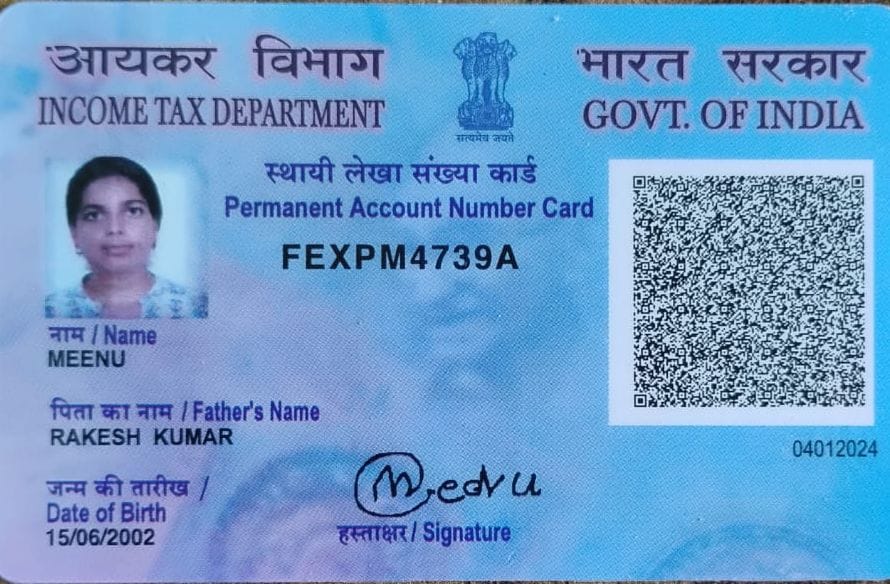 आयकर विभाग
INCOME TAX DEPARTMENT
सत्यमेव जयते
भारत सरकार
GOVT. OF INDIA
स्थायी लेखा संख्या कार्ड
Permanent Account Number Card
FEXPM4739A
नाम / Name
MEENU
पिता का नाम / Father's Name
RAKESH KUMAR
जन्म की तारीख /
Date of Birth
15/06/2002
हस्ताक्षर / Signature
04012024